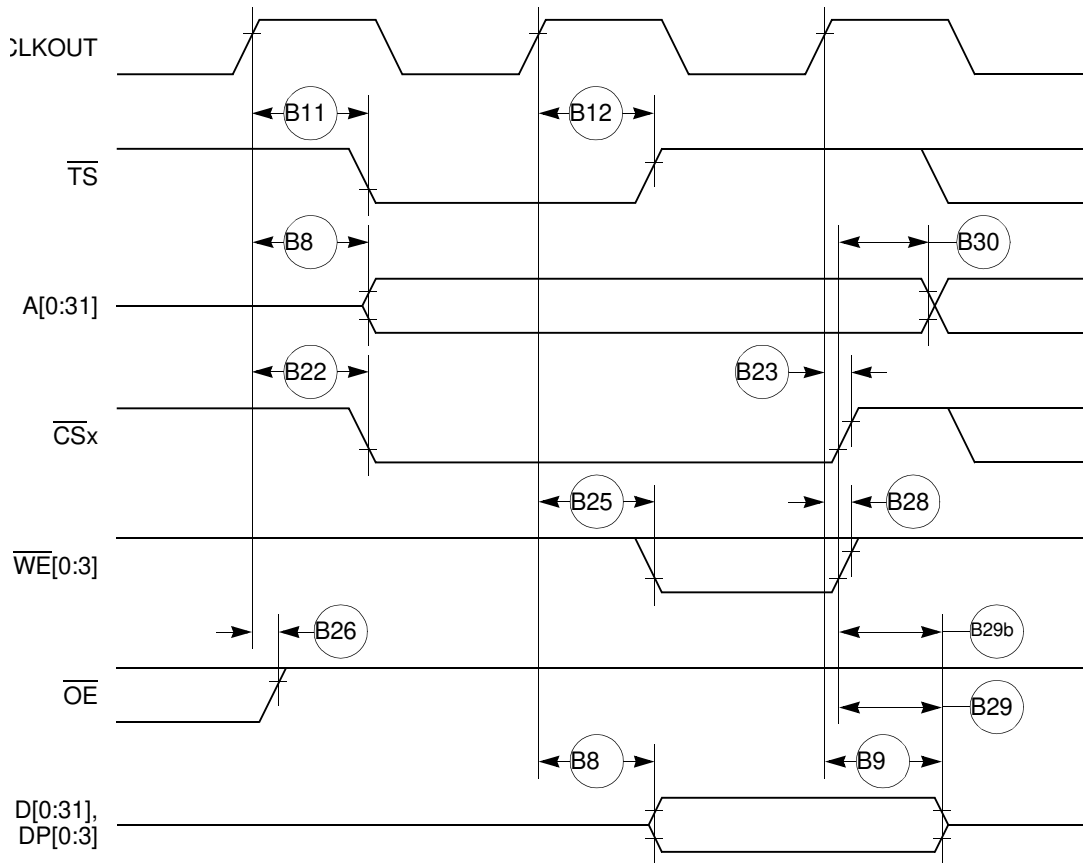 CLKOUT
B11
B12
TS
B8
B30
A[0:31]
B22
B23
CSx
B25
B28
WE[0:3]
B26
B29b
OE
B29
B8
B9
D[0:31],
DP[0:3]